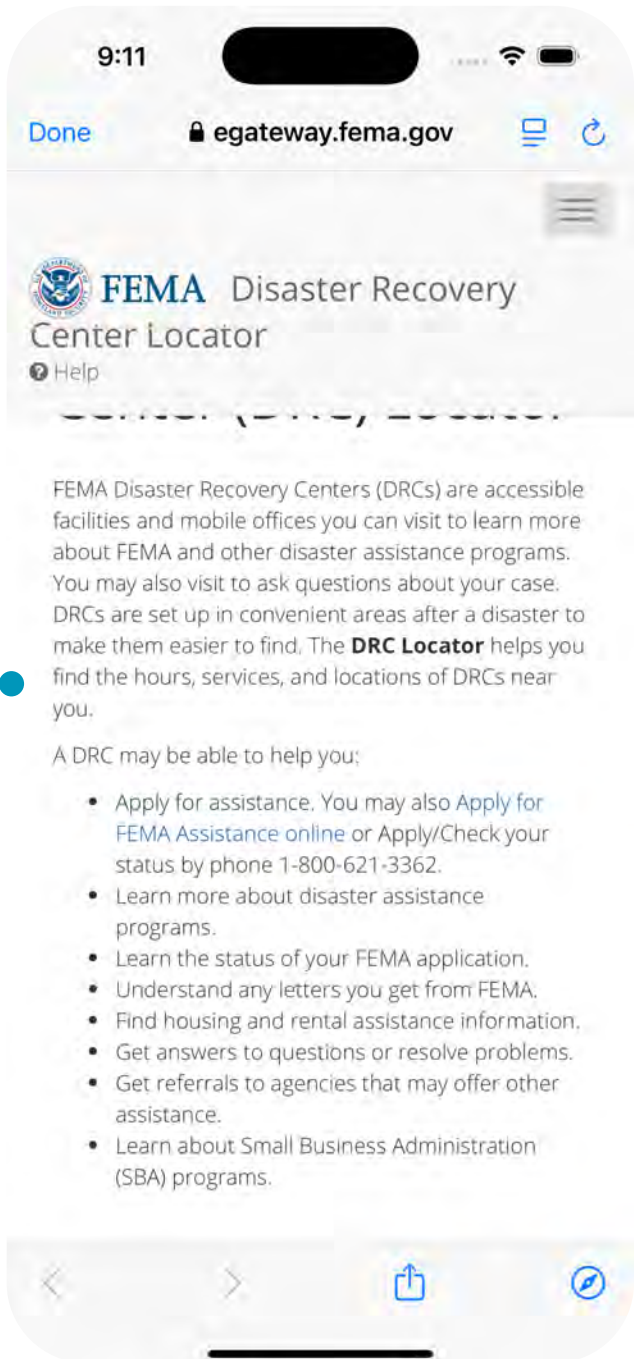 9:11
Done egateway.fema.gov
FEMA Disaster Recovery
Center Locator
Help
Center (DRC) Locator
FEMA Disaster Recovery Centers (DRCs) are accessible
facilities and mobile offices you can visit to learn more
about FEMA and other disaster assistance programs.
You may also visit to ask questions about your case.
DRCs are set up in convenient areas after a disaster to
make them easier to find. The DRC Locator helps you
find the hours, services, and locations of DRCs near
you.
A DRC may be able to help you:
• Apply for assistance. You may also Apply for
FEMA Assistance online or Apply/Check your
status by phone 1-800-621-3362.
• Learn more about disaster assistance
programs.
• Learn the status of your FEMA application.
• Understand any letters you get from FEMA.
• Find housing and rental assistance information.
• Get answers to questions or resolve problems.
• Get referrals to agencies that may offer other
assistance.
• Learn about Small Business Administration
(SBA) programs.